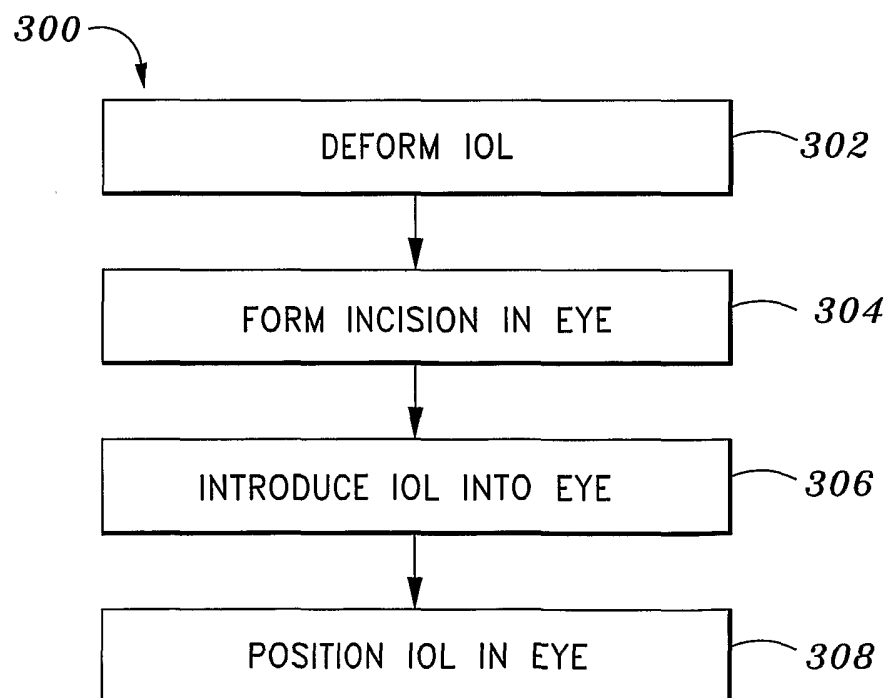 300
DEFORM IOL
302
FORM INCISION IN EYE
304
INTRODUCE IOL INTO EYE
306
POSITION IOL IN EYE
308